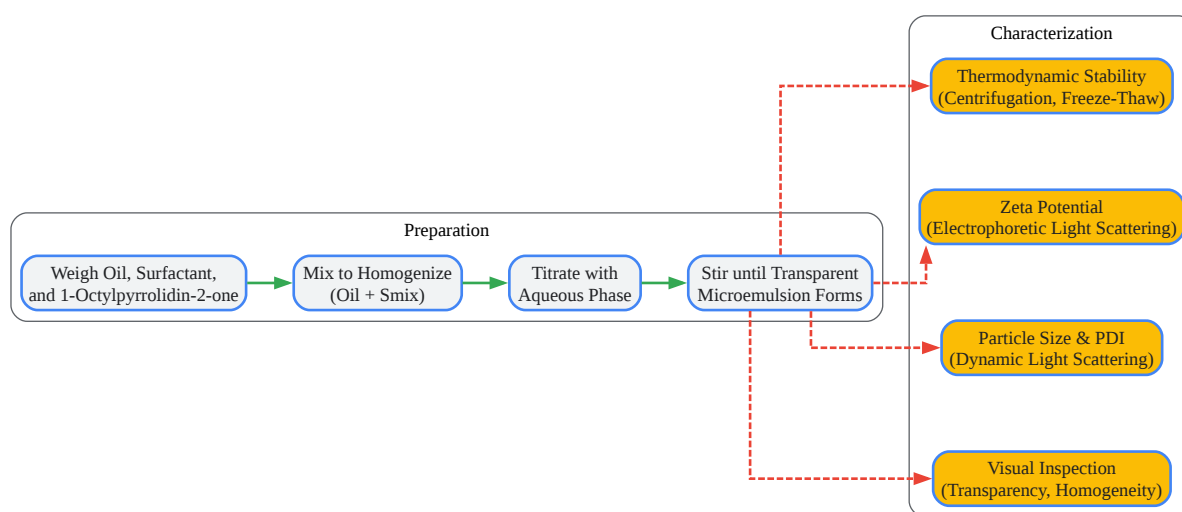 Preparation
Weigh Oil, Surfactant,
and 1-Octylpyrrolidin-2-one
Mix to Homogenize
(Oil + Smix)
Titrate with
Aqueous Phase
Stir until Transparent
Microemulsion Forms
Characterization
Thermodynamic Stability
(Centrifugation, Freeze-Thaw)
Zeta Potential
(Electrophoretic Light Scattering)
Particle Size & PDI
(Dynamic Light Scattering)
Visual Inspection
(Transparency, Homogeneity)